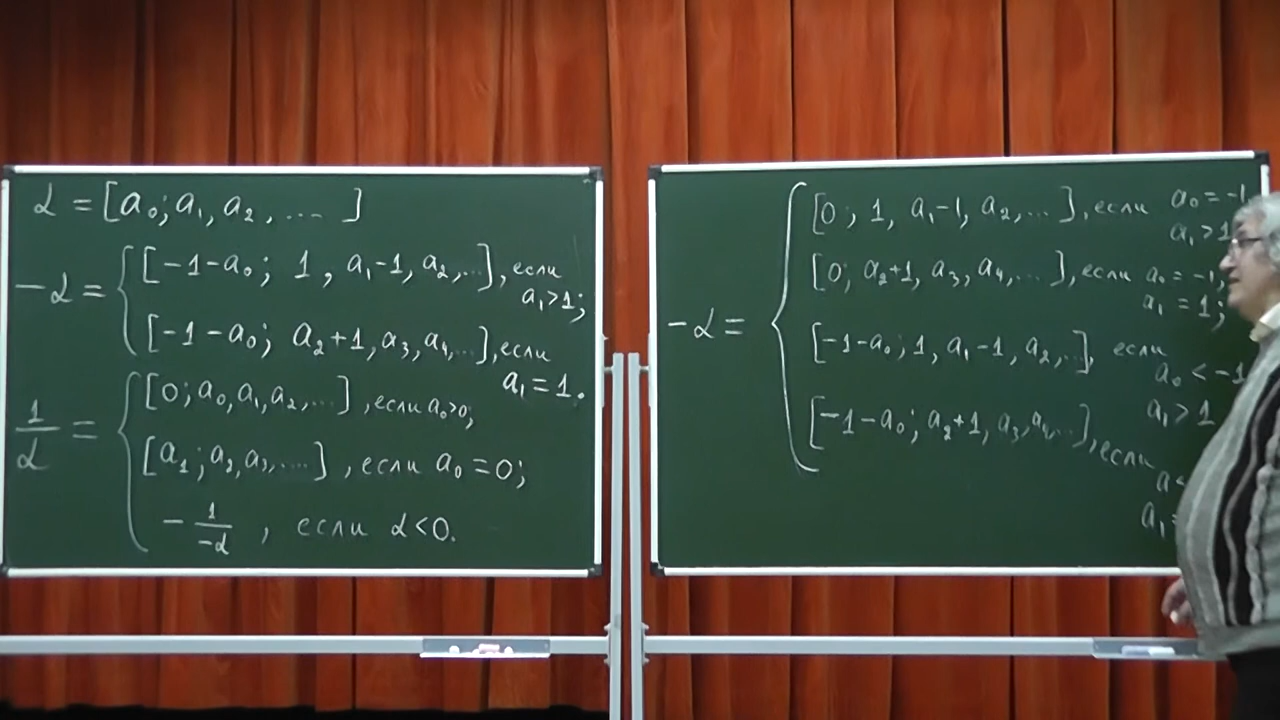 α = [a₀; a₁, a₂, .... ]
-α = { [-1-a₀; 1, a₁-1, a₂,...], если
a₁>1;
[-1-a₀; a₂+1, a₃, a₄,...], если
a₁=1.
1/α = { [0; a₀, a₁, a₂,...], если a₀>0;
[a₁; a₂, a₃,....], если a₀=0;
- 1/-α, если α<0.
-α = { [0; 1, a₁-1, a₂,...], если a₀=-1
a₁>1
[0; a₂+1, a₃, a₄,...], если a₀=-1,
a₁=1;
[-1-a₀; 1, a₁-1, a₂,...], если
a₀<-1
a₁>1
[-1-a₀; a₂+1, a₃, a₄,...], если
a<
a₁=